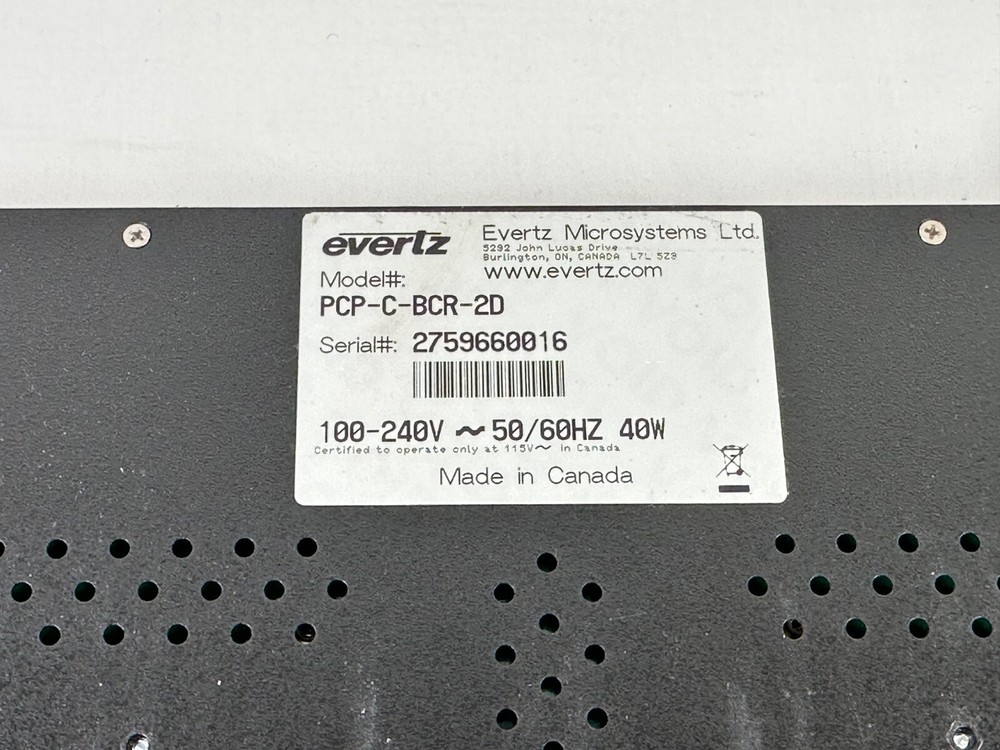 evertz
Evertz Microsystems Ltd.
5292 John Lucas Drive
Burlington, ON, CANADA L7L 5Z9
www.evertz.com
Model#:
PCP-C-BCR-2D
Serial#: 2759660016
100-240V ~ 50/60HZ 40W
Certified to operate only at 115V~ in Canada
Made in Canada